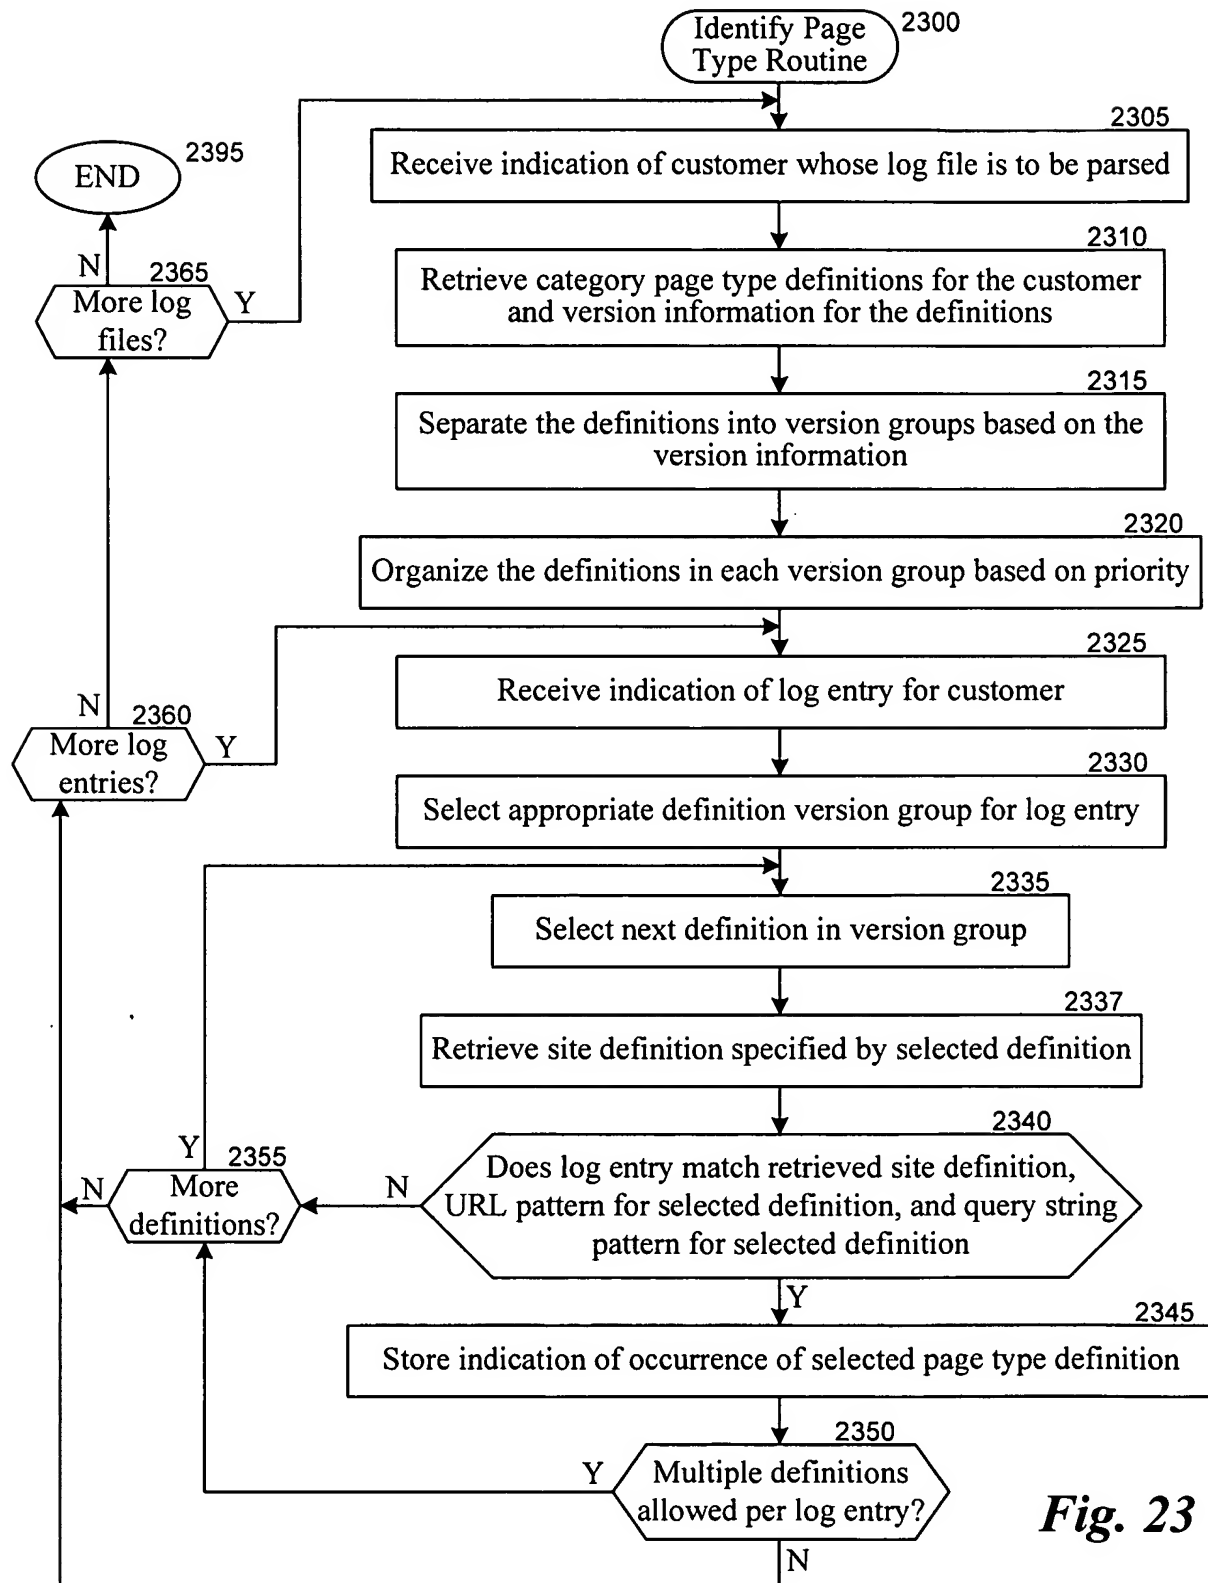 Identify Page
Type Routine
2300
2305
Receive indication of customer whose log file is to be parsed
END
2395
2310
Retrieve category page type definitions for the customer
and version information for the definitions
N
2365
More log
files?
Y
2315
Separate the definitions into version groups based on the
version information
2320
Organize the definitions in each version group based on priority
2325
Receive indication of log entry for customer
N
2360
More log
entries?
Y
2330
Select appropriate definition version group for log entry
2335
Select next definition in version group
2337
Retrieve site definition specified by selected definition
2340
Does log entry match retrieved site definition,
URL pattern for selected definition, and query string
pattern for selected definition
Y
2355
More
definitions?
N
N
Y
2345
Store indication of occurrence of selected page type definition
2350
Multiple definitions
allowed per log entry?
Y
N
Fig. 23